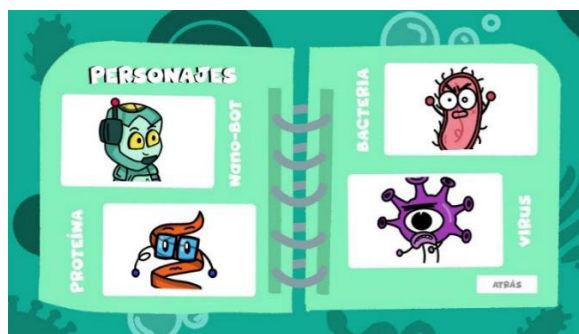 PERSONAJES
Nano-BOT
PROTEÍNA
BACTERIA
VIRUS
ATRÁS